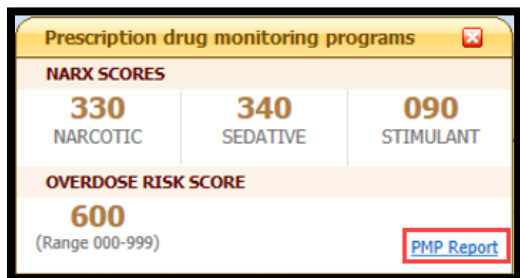 Prescription drug monitoring programs
NARX SCORES
330 340 090
NARCOTIC SEDATIVE STIMULANT
OVERDOSE RISK SCORE
600
(Range 000-999)
PMP Report